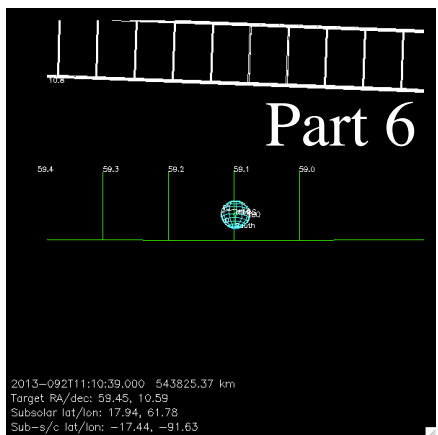 10.8
Part 6
59.4 59.3 59.2 59.1 59.0
2013-092T11:10:39.000 543825.37 km
Target RA/dec: 59.45, 10.59
Subsolar lat/lon: 17.94, 61.78
Sub-s/c lat/lon: -17.44, -91.63